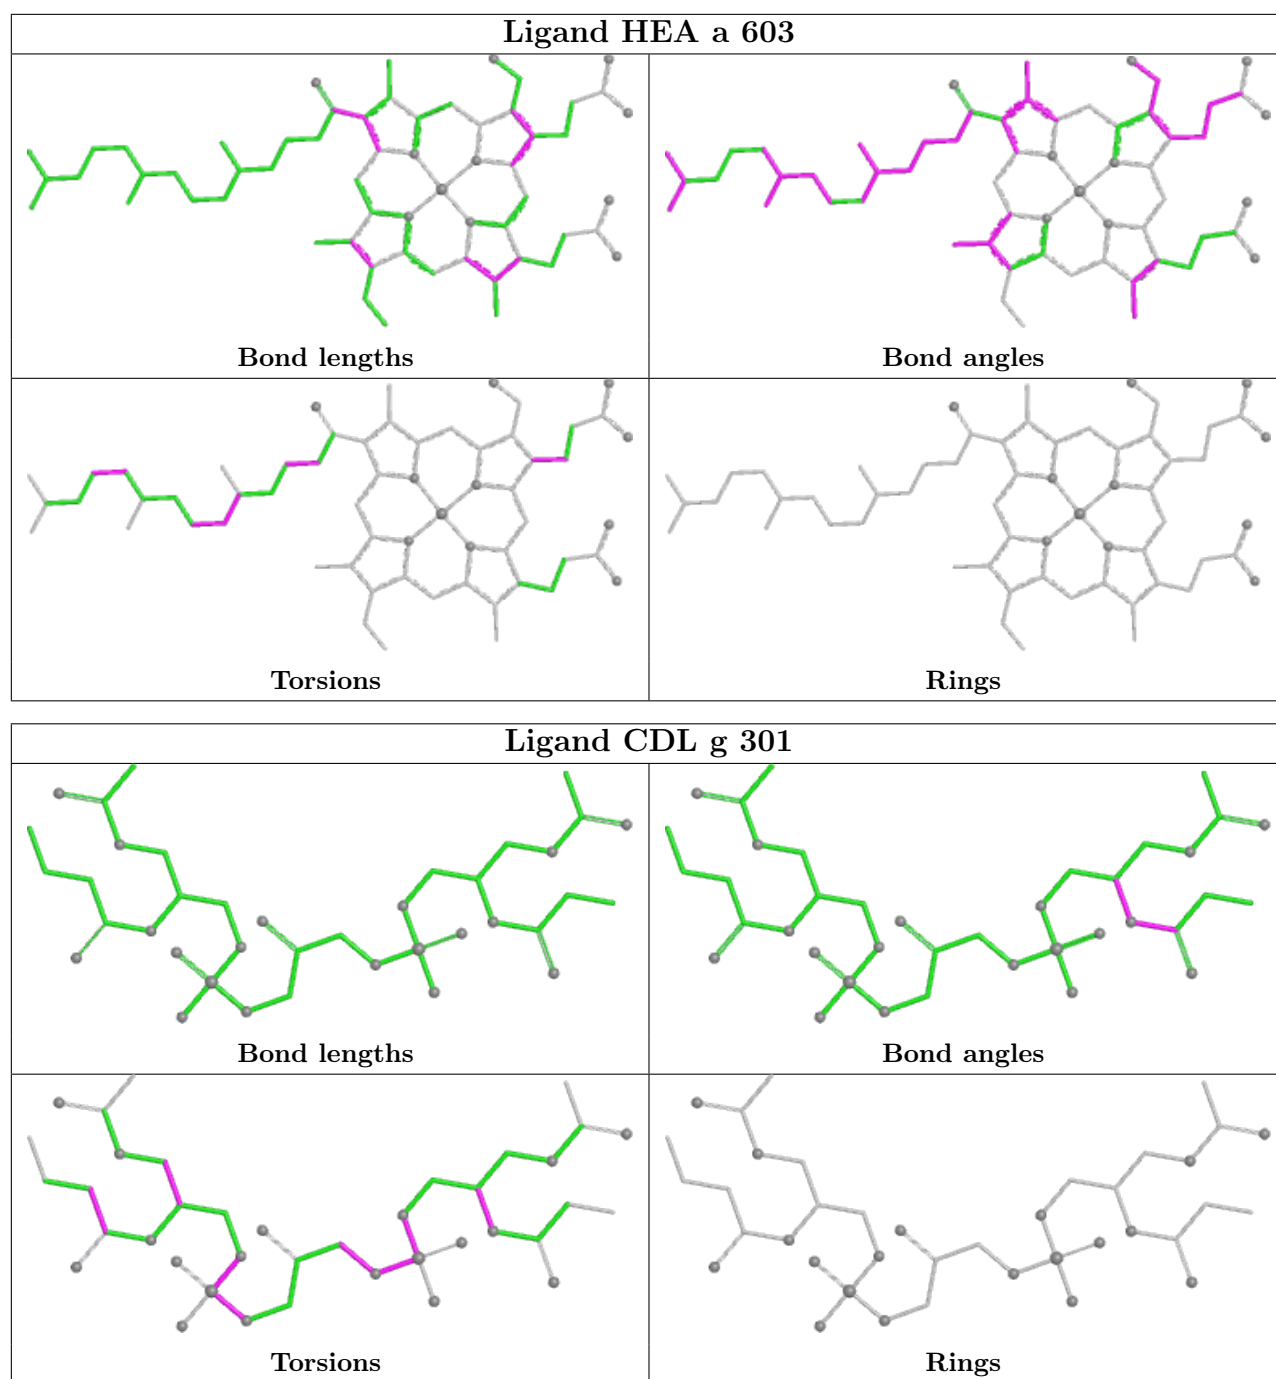 Ligand HEA a 603
Bond lengths
Bond angles
Torsions
Rings
Ligand CDL g 301
Bond lengths
Bond angles
Torsions
Rings